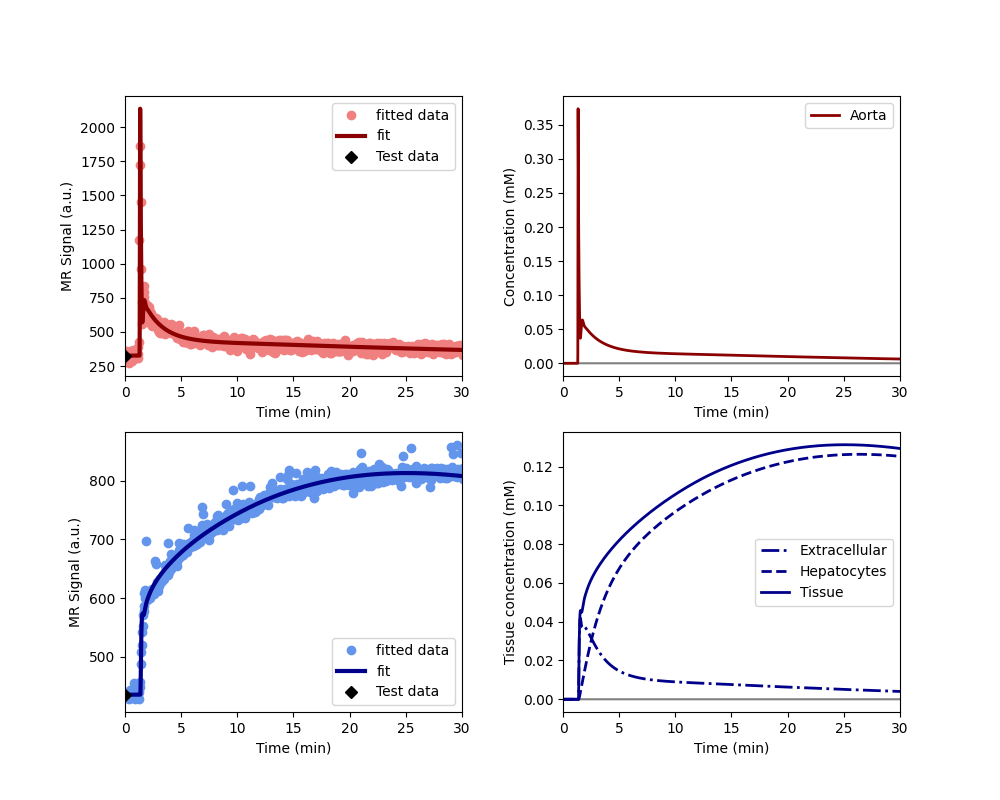 MR Signal (a.u.)
2000
1750
1500
1250
1000
750
500
250
fitted data
fit
Test data
0 5 10 15 20 25 30
Time (min)
Concentration (mM)
0.35
0.30
0.25
0.20
0.15
0.10
0.05
0.00
Aorta
0 5 10 15 20 25 30
Time (min)
MR Signal (a.u.)
800
700
600
500
fitted data
fit
Test data
0 5 10 15 20 25 30
Time (min)
Tissue concentration (mM)
0.12
0.10
0.08
0.06
0.04
0.02
0.00
Extracellular
Hepatocytes
Tissue
0 5 10 15 20 25 30
Time (min)